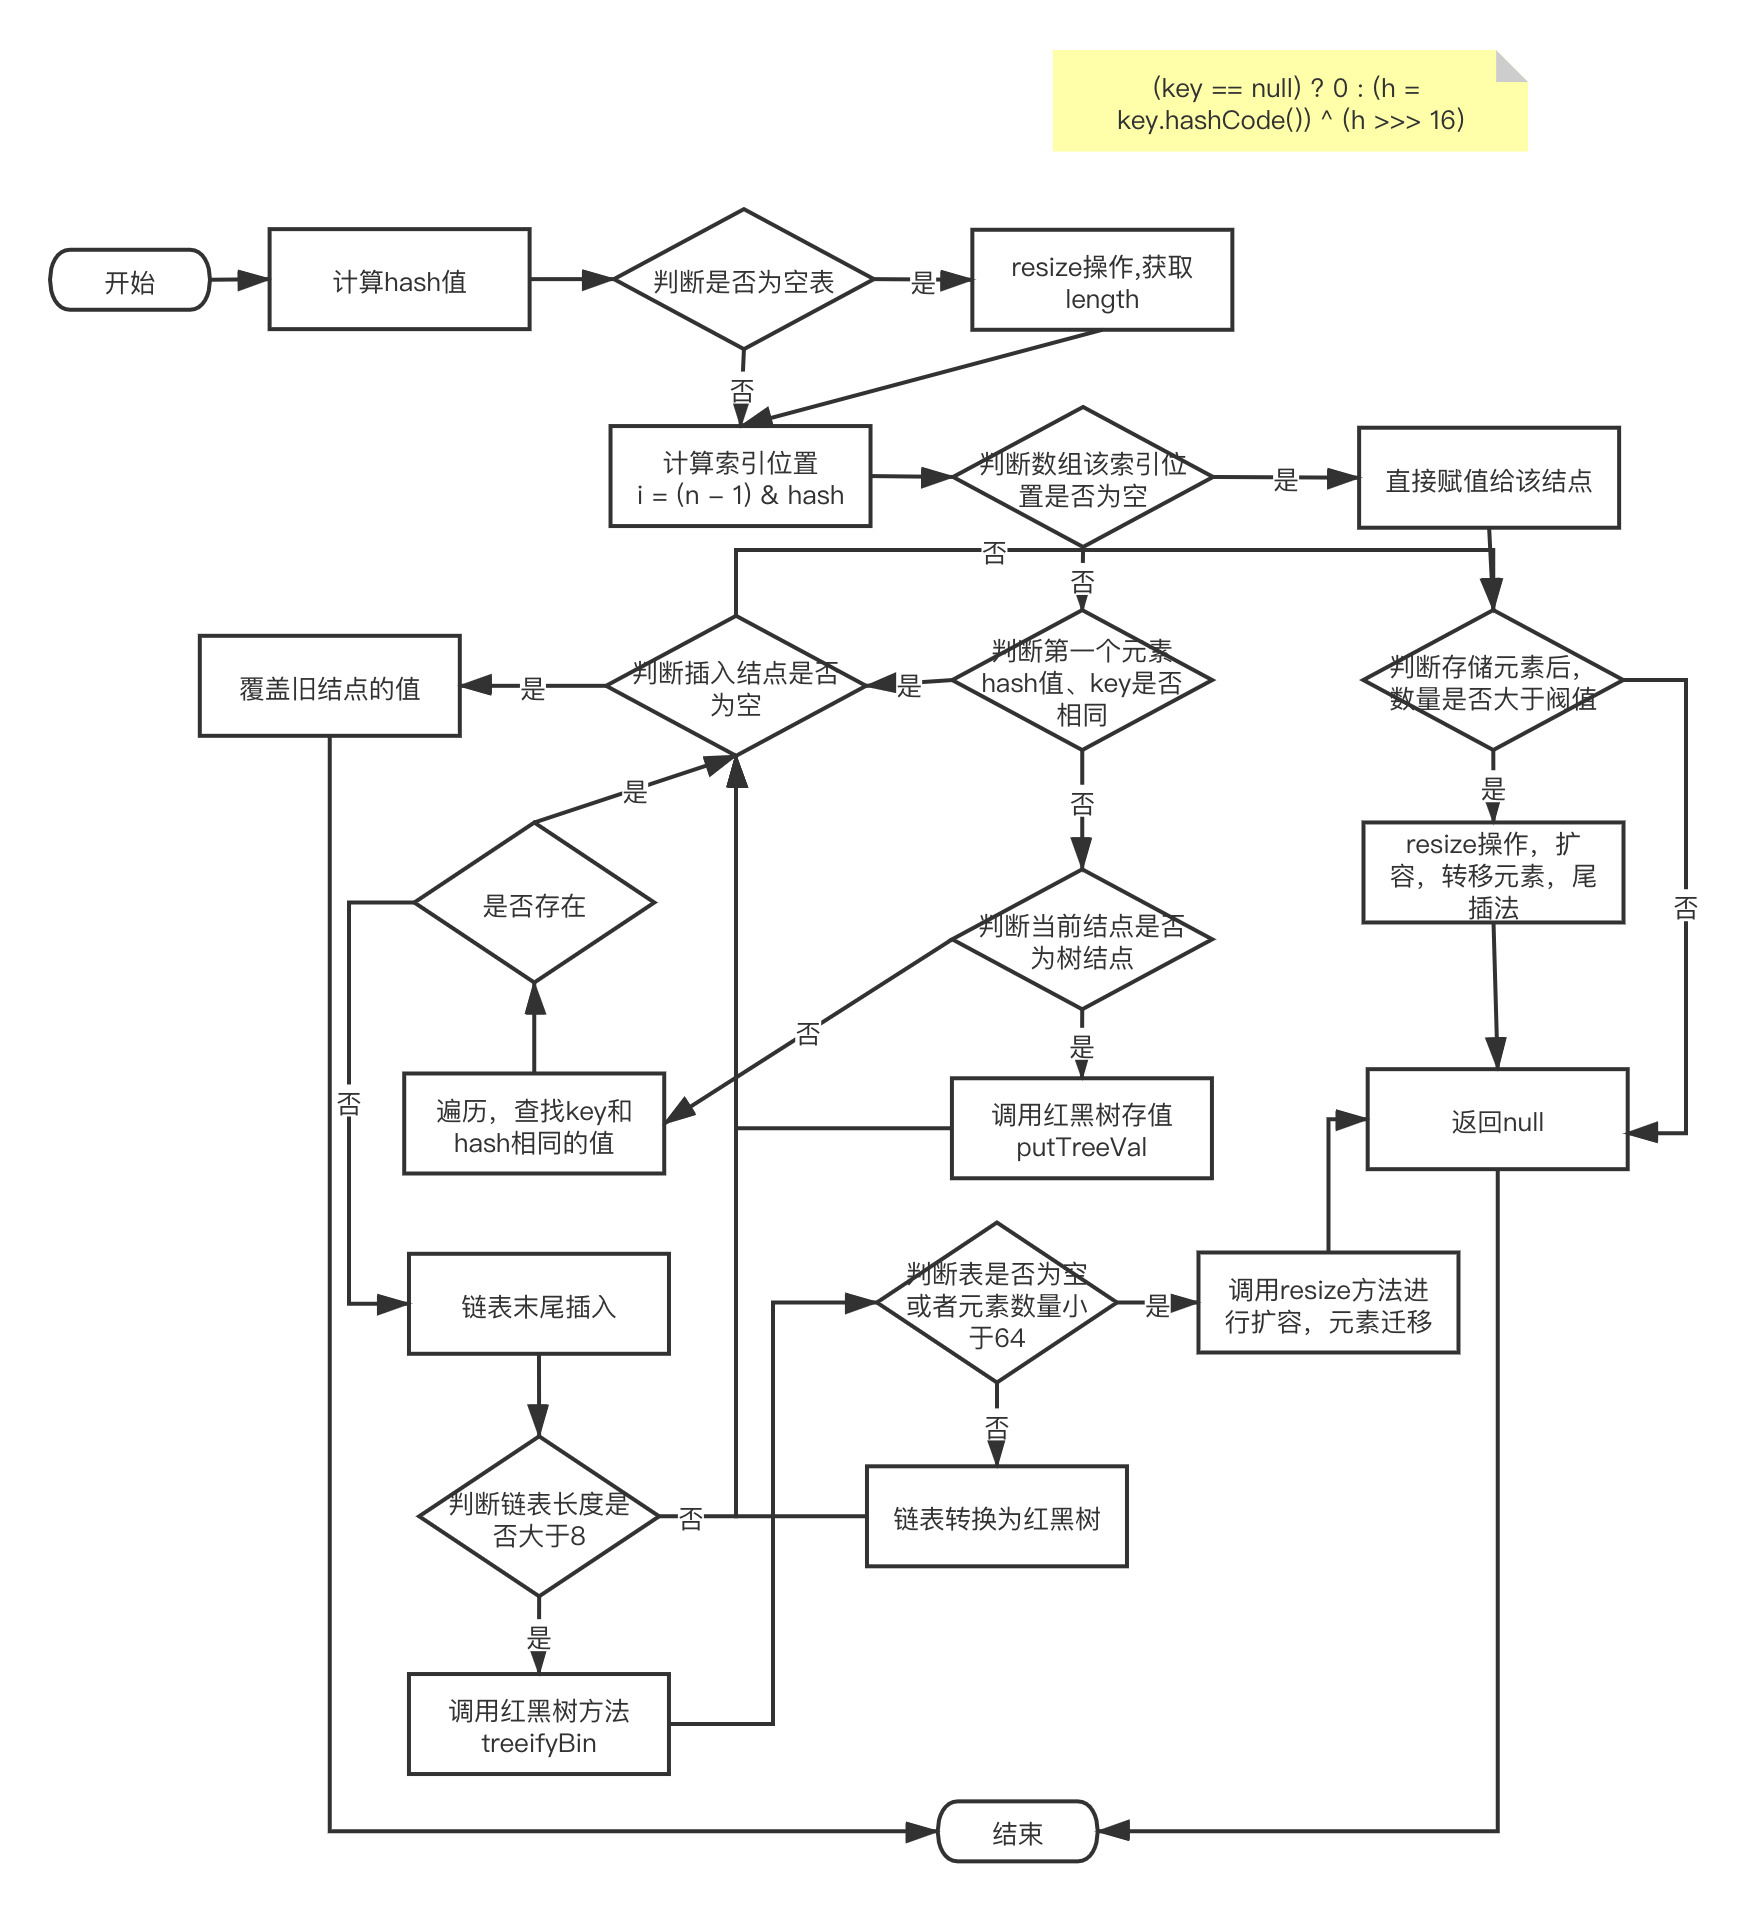 (key == null) ? 0 : (h =
key.hashCode()) ^ (h >>> 16)
开始
计算hash值
判断是否为空表
是
resize操作,获取
length
否
计算索引位置
i = (n – 1) & hash
判断数组该索引位
置是否为空
是
直接赋值给该结点
否
否
覆盖旧结点的值
是
判断插入结点是否
为空
是
判断第一个元素
hash值、key是否
相同
判断存储元素后,
数量是否大于阀值
是
否
是
resize操作，扩
容，转移元素，尾
插法
否
是否存在
判断当前结点是否
为树结点
否
是
否
遍历，查找key和
hash相同的值
调用红黑树存值
putTreeVal
返回null
链表末尾插入
判断表是否为空
或者元素数量小
于64
是
调用resize方法进
行扩容，元素迁移
否
判断链表长度是
否大于8
否
链表转换为红黑树
是
调用红黑树方法
treeifyBin
结束